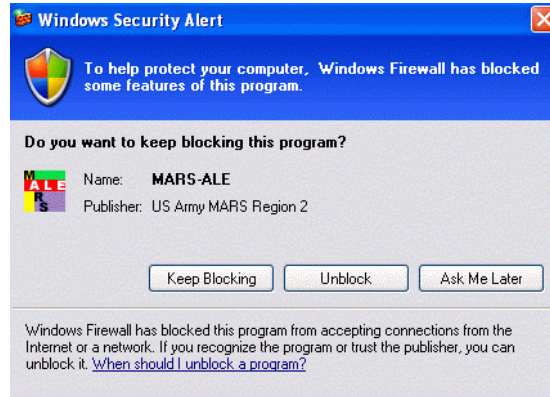 Windows Security Alert
To help protect your computer, Windows Firewall has blocked
some features of this program.
Do you want to keep blocking this program?
M
ALE
R
S
Name: MARS-ALE
Publisher: US Army MARS Region 2
Keep Blocking Unblock Ask Me Later
Windows Firewall has blocked this program from accepting connections from the
Internet or a network. If you recognize the program or trust the publisher, you can
unblock it. When should I unblock a program?